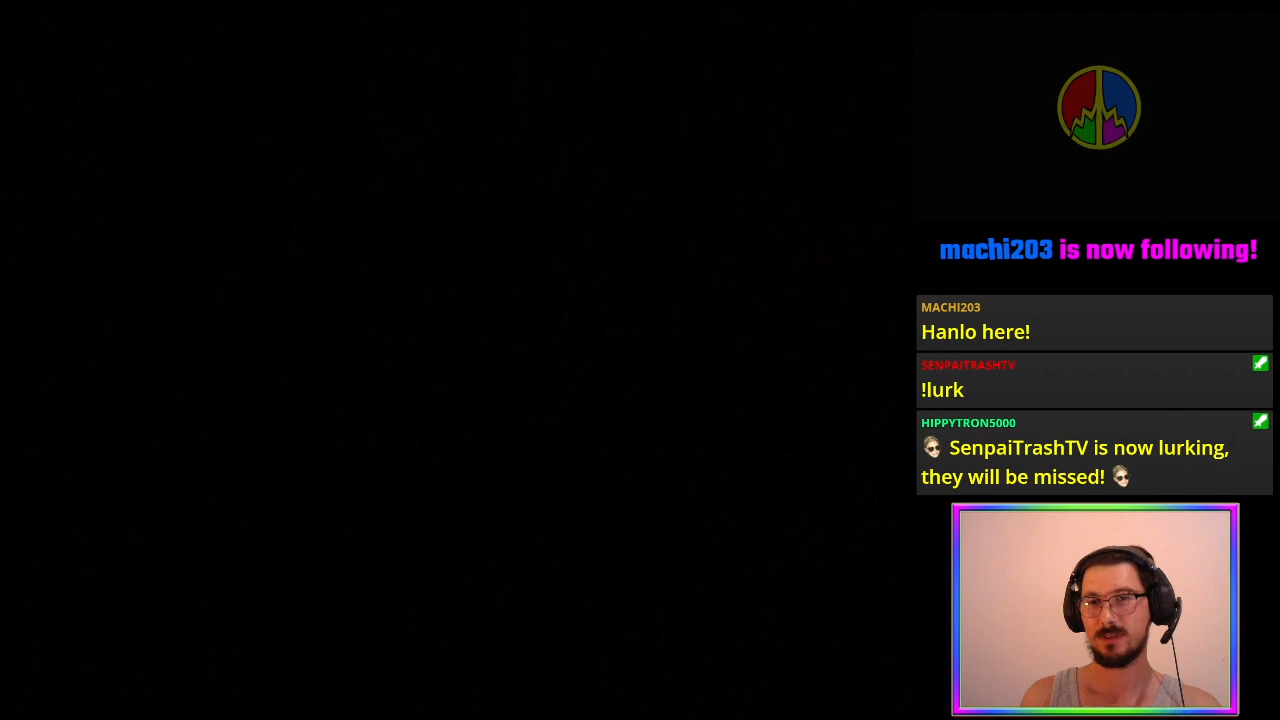 machi203 is now following!
MACHI203
Hanlo here!
SENPAITRASHTV
!lurk
HIPPYTRON5000
SenpaiTrashTV is now lurking,
they will be missed!